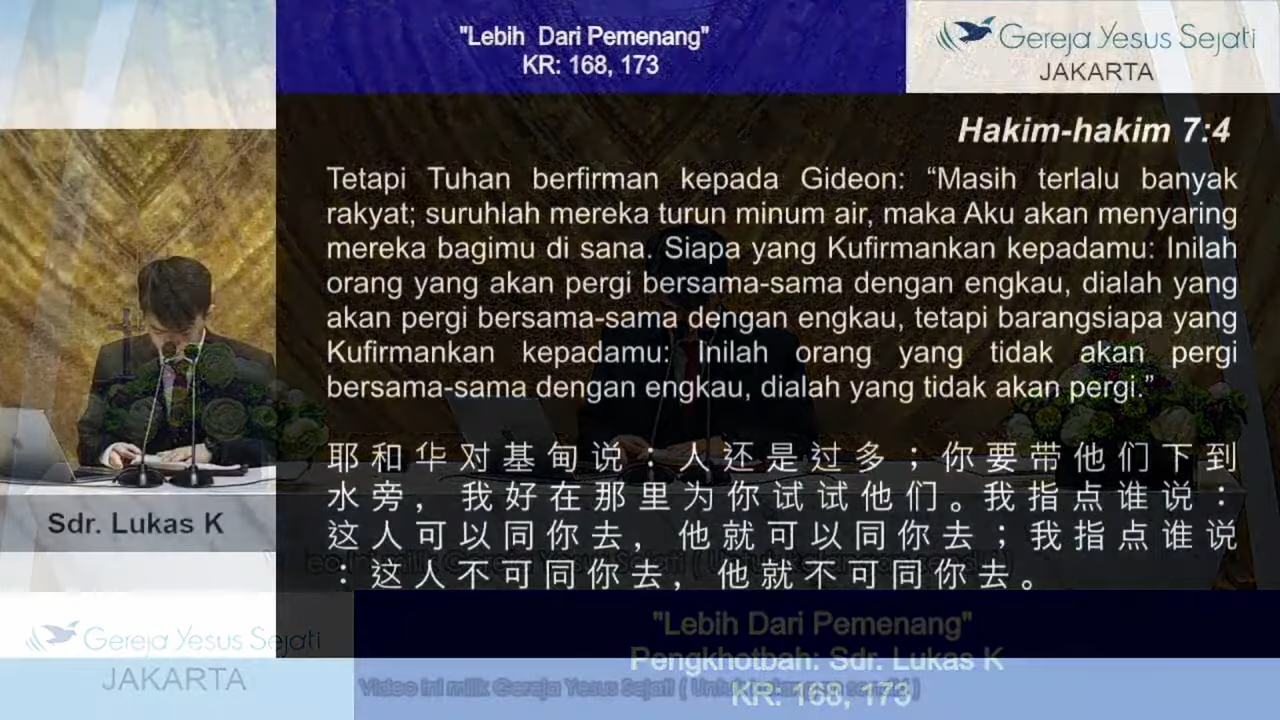 "Lebih Dari Pemenang"
KR: 168, 173
Gereja Yesus Sejati
JAKARTA
Hakim-hakim 7:4
Tetapi Tuhan berfirman kepada Gideon: “Masih terlalu banyak
rakyat; suruhlah mereka turun minum air, maka Aku akan menyaring
mereka bagimu di sana. Siapa yang Kufirmankan kepadamu: Inilah
orang yang akan pergi bersama-sama dengan engkau, dialah yang
akan pergi bersama-sama dengan engkau, tetapi barangsiapa yang
Kufirmankan kepadamu: Inilah orang yang tidak akan pergi
bersama-sama dengan engkau, dialah yang tidak akan pergi.”
耶和华对基甸说：人还是过多；你要带他们下到
水旁，我好在那里为你试试他们。我指点谁说：
这人可以同你去，他就可以同你去；我指点谁说
：这人不可同你去，他就不可同你去。
Sdr. Lukas K
Gereja Yesus Sejati
JAKARTA
"Lebih Dari Pemenang"
Pengkhotbah: Sdr. Lukas K
KR: 168, 173
Video ini milik Gereja Yesus Sejati ( Untuk